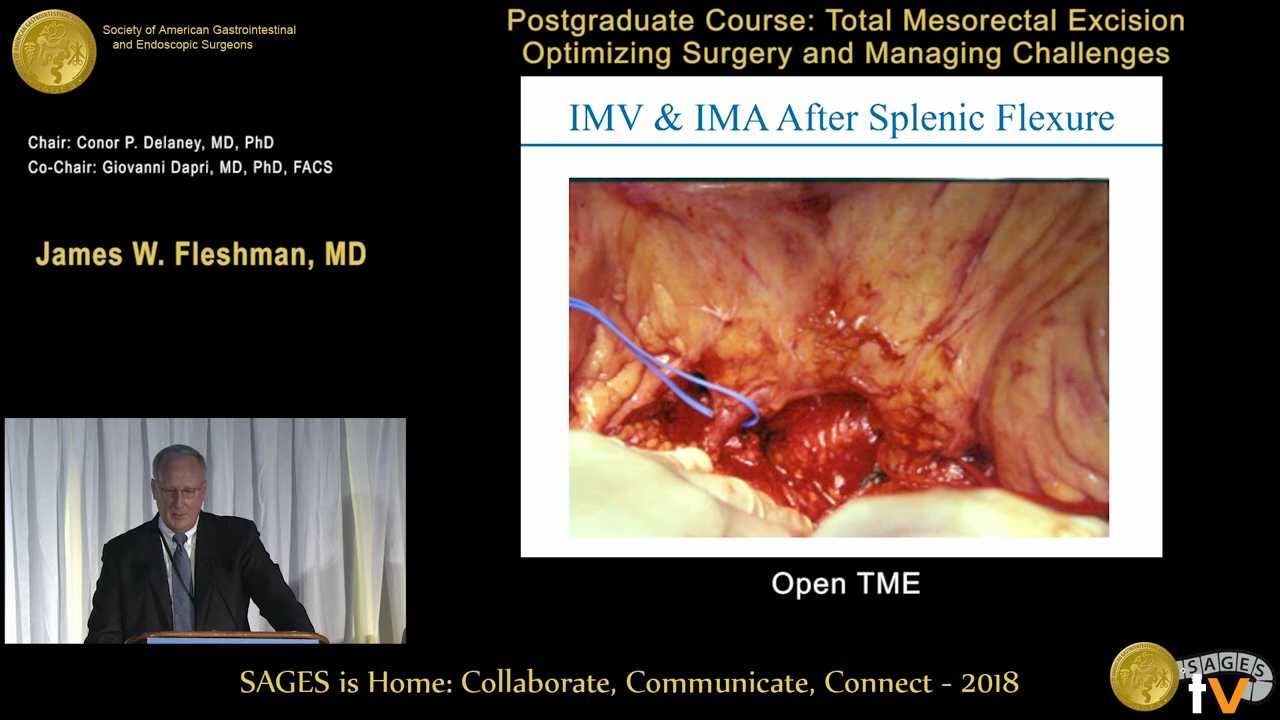 Society of American Gastrointestinal
and Endoscopic Surgeons
Postgraduate Course: Total Mesorectal Excision
Optimizing Surgery and Managing Challenges
Chair: Conor P. Delaney, MD, PhD
Co-Chair: Giovanni Dapri, MD, PhD, FACS
James W. Fleshman, MD
IMV & IMA After Splenic Flexure
Open TME
SAGES is Home: Collaborate, Communicate, Connect - 2018
SAGES
tv